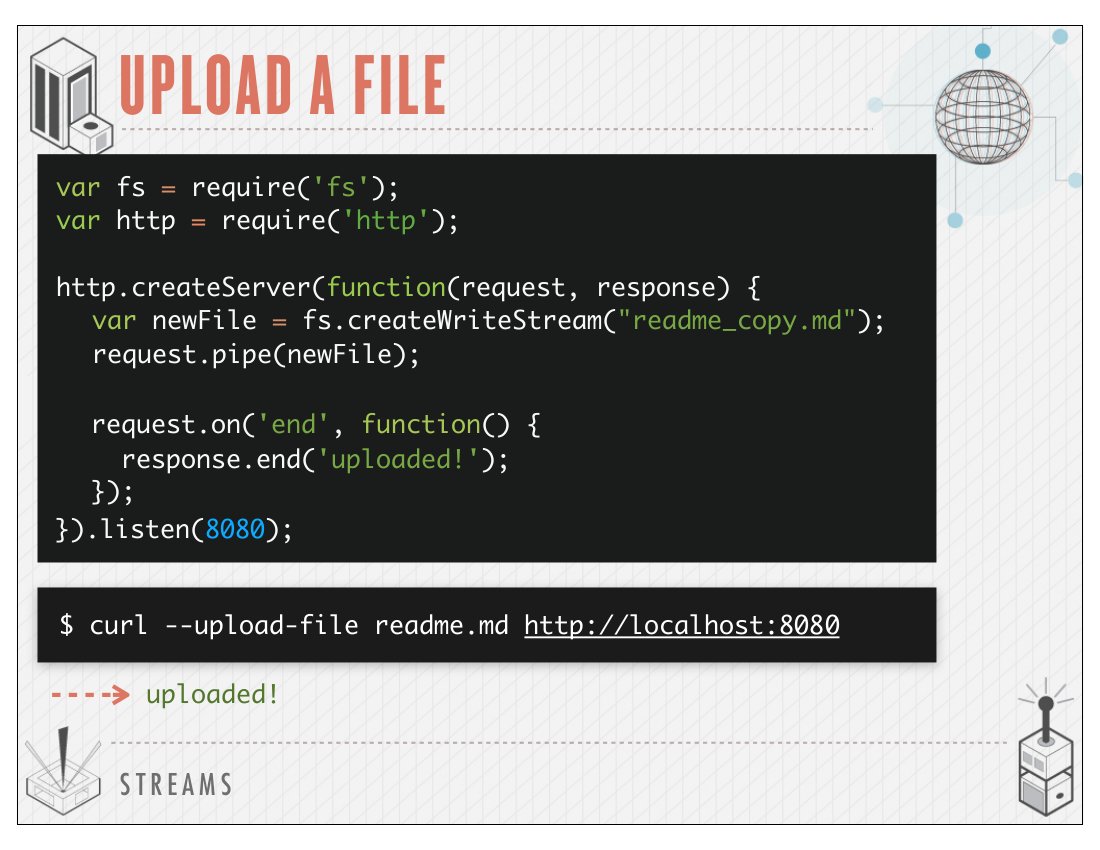 UPLOAD A FILE
var fs = require('fs');
var http = require('http');
http.createServer(function(request, response) {
var newFile = fs.createWriteStream("readme_copy.md");
request.pipe(newFile);
request.on('end', function() {
response.end('uploaded!');
});
}).listen(8080);
$ curl --upload-file readme.md http://localhost:8080
uploaded!
STREAMS